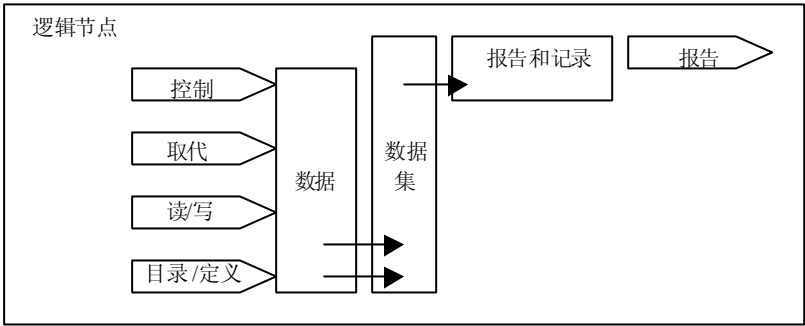 逻辑节点
报告和记录
报告
控制
取代
数据
集
数据
读/写
目录/定义